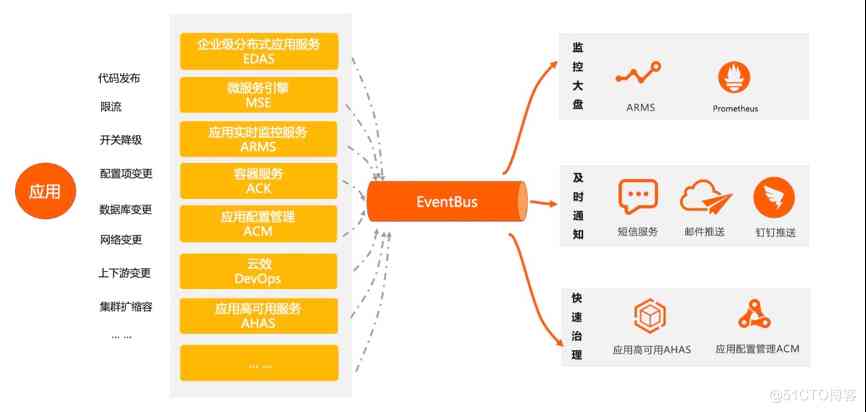 应用
代码发布
限流
开关降级
配置项变更
数据库变更
网络变更
上下游变更
集群扩缩容
... ...
企业级分布式应用服务
EDAS
微服务引擎
MSE
应用实时监控服务
ARMS
容器服务
ACK
应用配置管理
ACM
云效
DevOps
应用高可用服务
AHAS
... ...
EventBus
监控大盘
ARMS
Prometheus
及时通知
短信服务
邮件推送
钉钉推送
快速治理
应用高可用AHAS
应用配置管理ACM
@51CTO博客